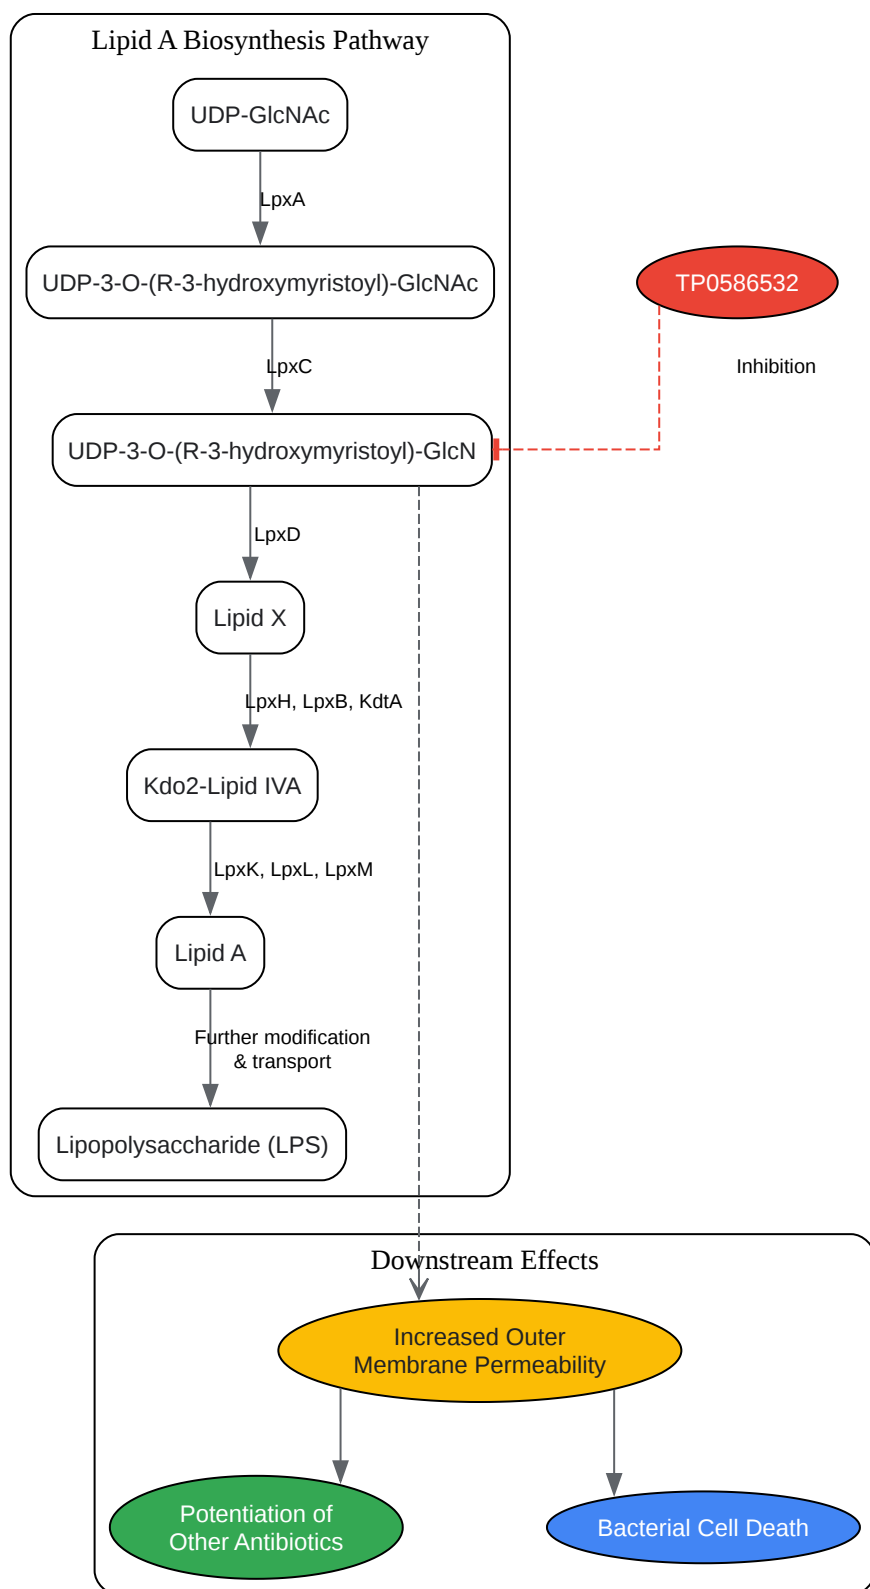 Lipid A Biosynthesis Pathway
UDP-GlcNAc
LpxA
UDP-3-O-(R-3-hydroxymyristoyl)-GlcNAc
TP0586532
LpxC
Inhibition
UDP-3-O-(R-3-hydroxymyristoyl)-GlcN
LpxD
Lipid X
LpxH, LpxB, KdtA
Kdo2-Lipid IVA
LpxK, LpxL, LpxM
Lipid A
Further modification
& transport
Lipopolysaccharide (LPS)
Downstream Effects
Increased Outer
Membrane Permeability
Potentiation of
Other Antibiotics
Bacterial Cell Death